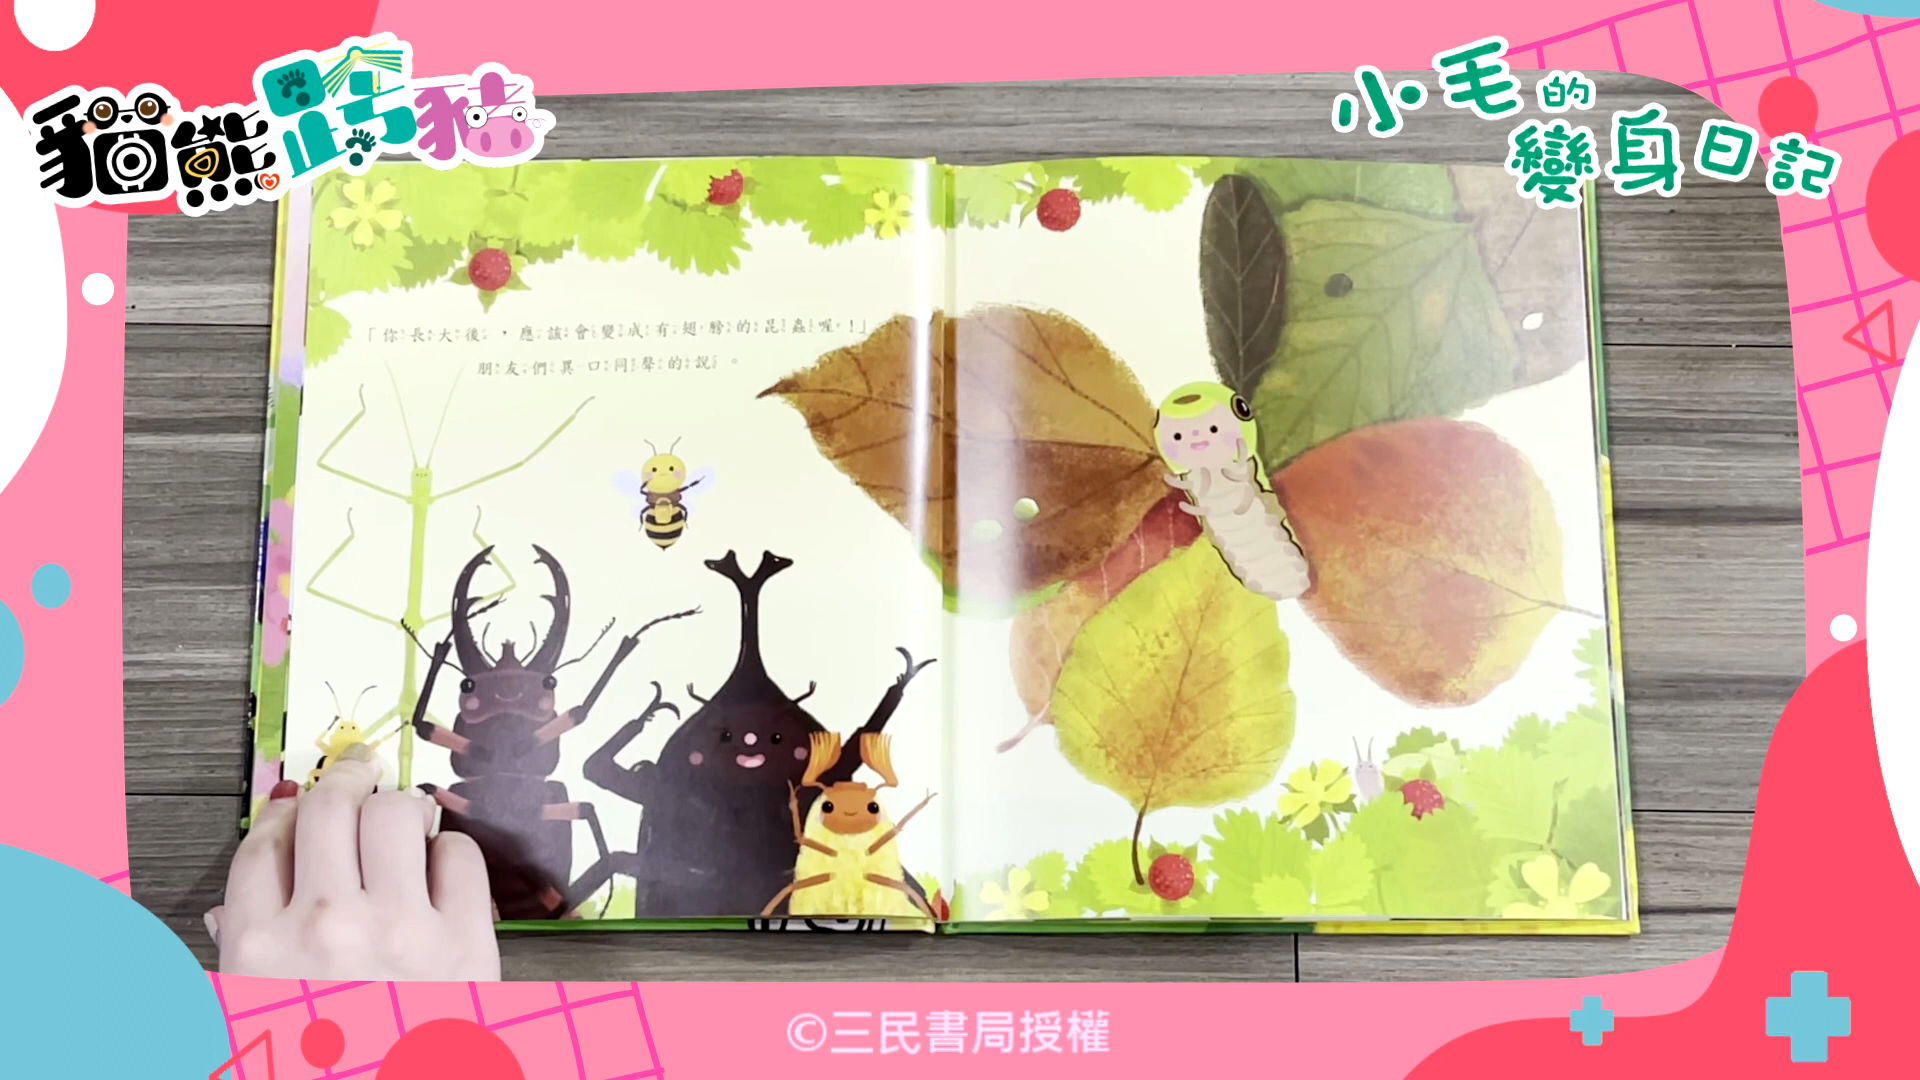 貓熊跨豬
小毛的
變身日記
「你長大後，應該會變成有翅膀的昆蟲喔！」
朋友們異口同聲的說。
©三民書局授權